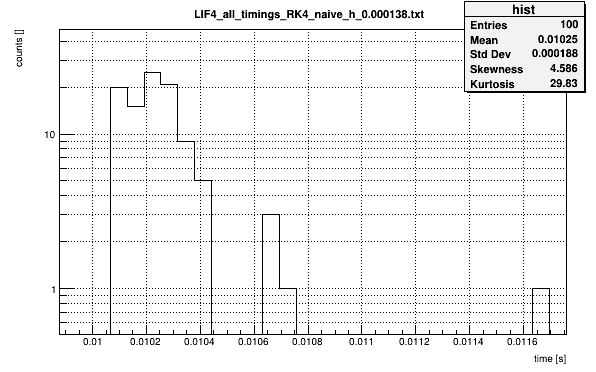 LIF4_all_timings_RK4_naive_h_0.000138.txt
hist
Entries 100
Mean 0.01025
Std Dev 0.000188
Skewness 4.586
Kurtosis 29.83
counts []
10
1
0.01 0.0102 0.0104 0.0106 0.0108 0.011 0.0112 0.0114 0.0116
time [s]